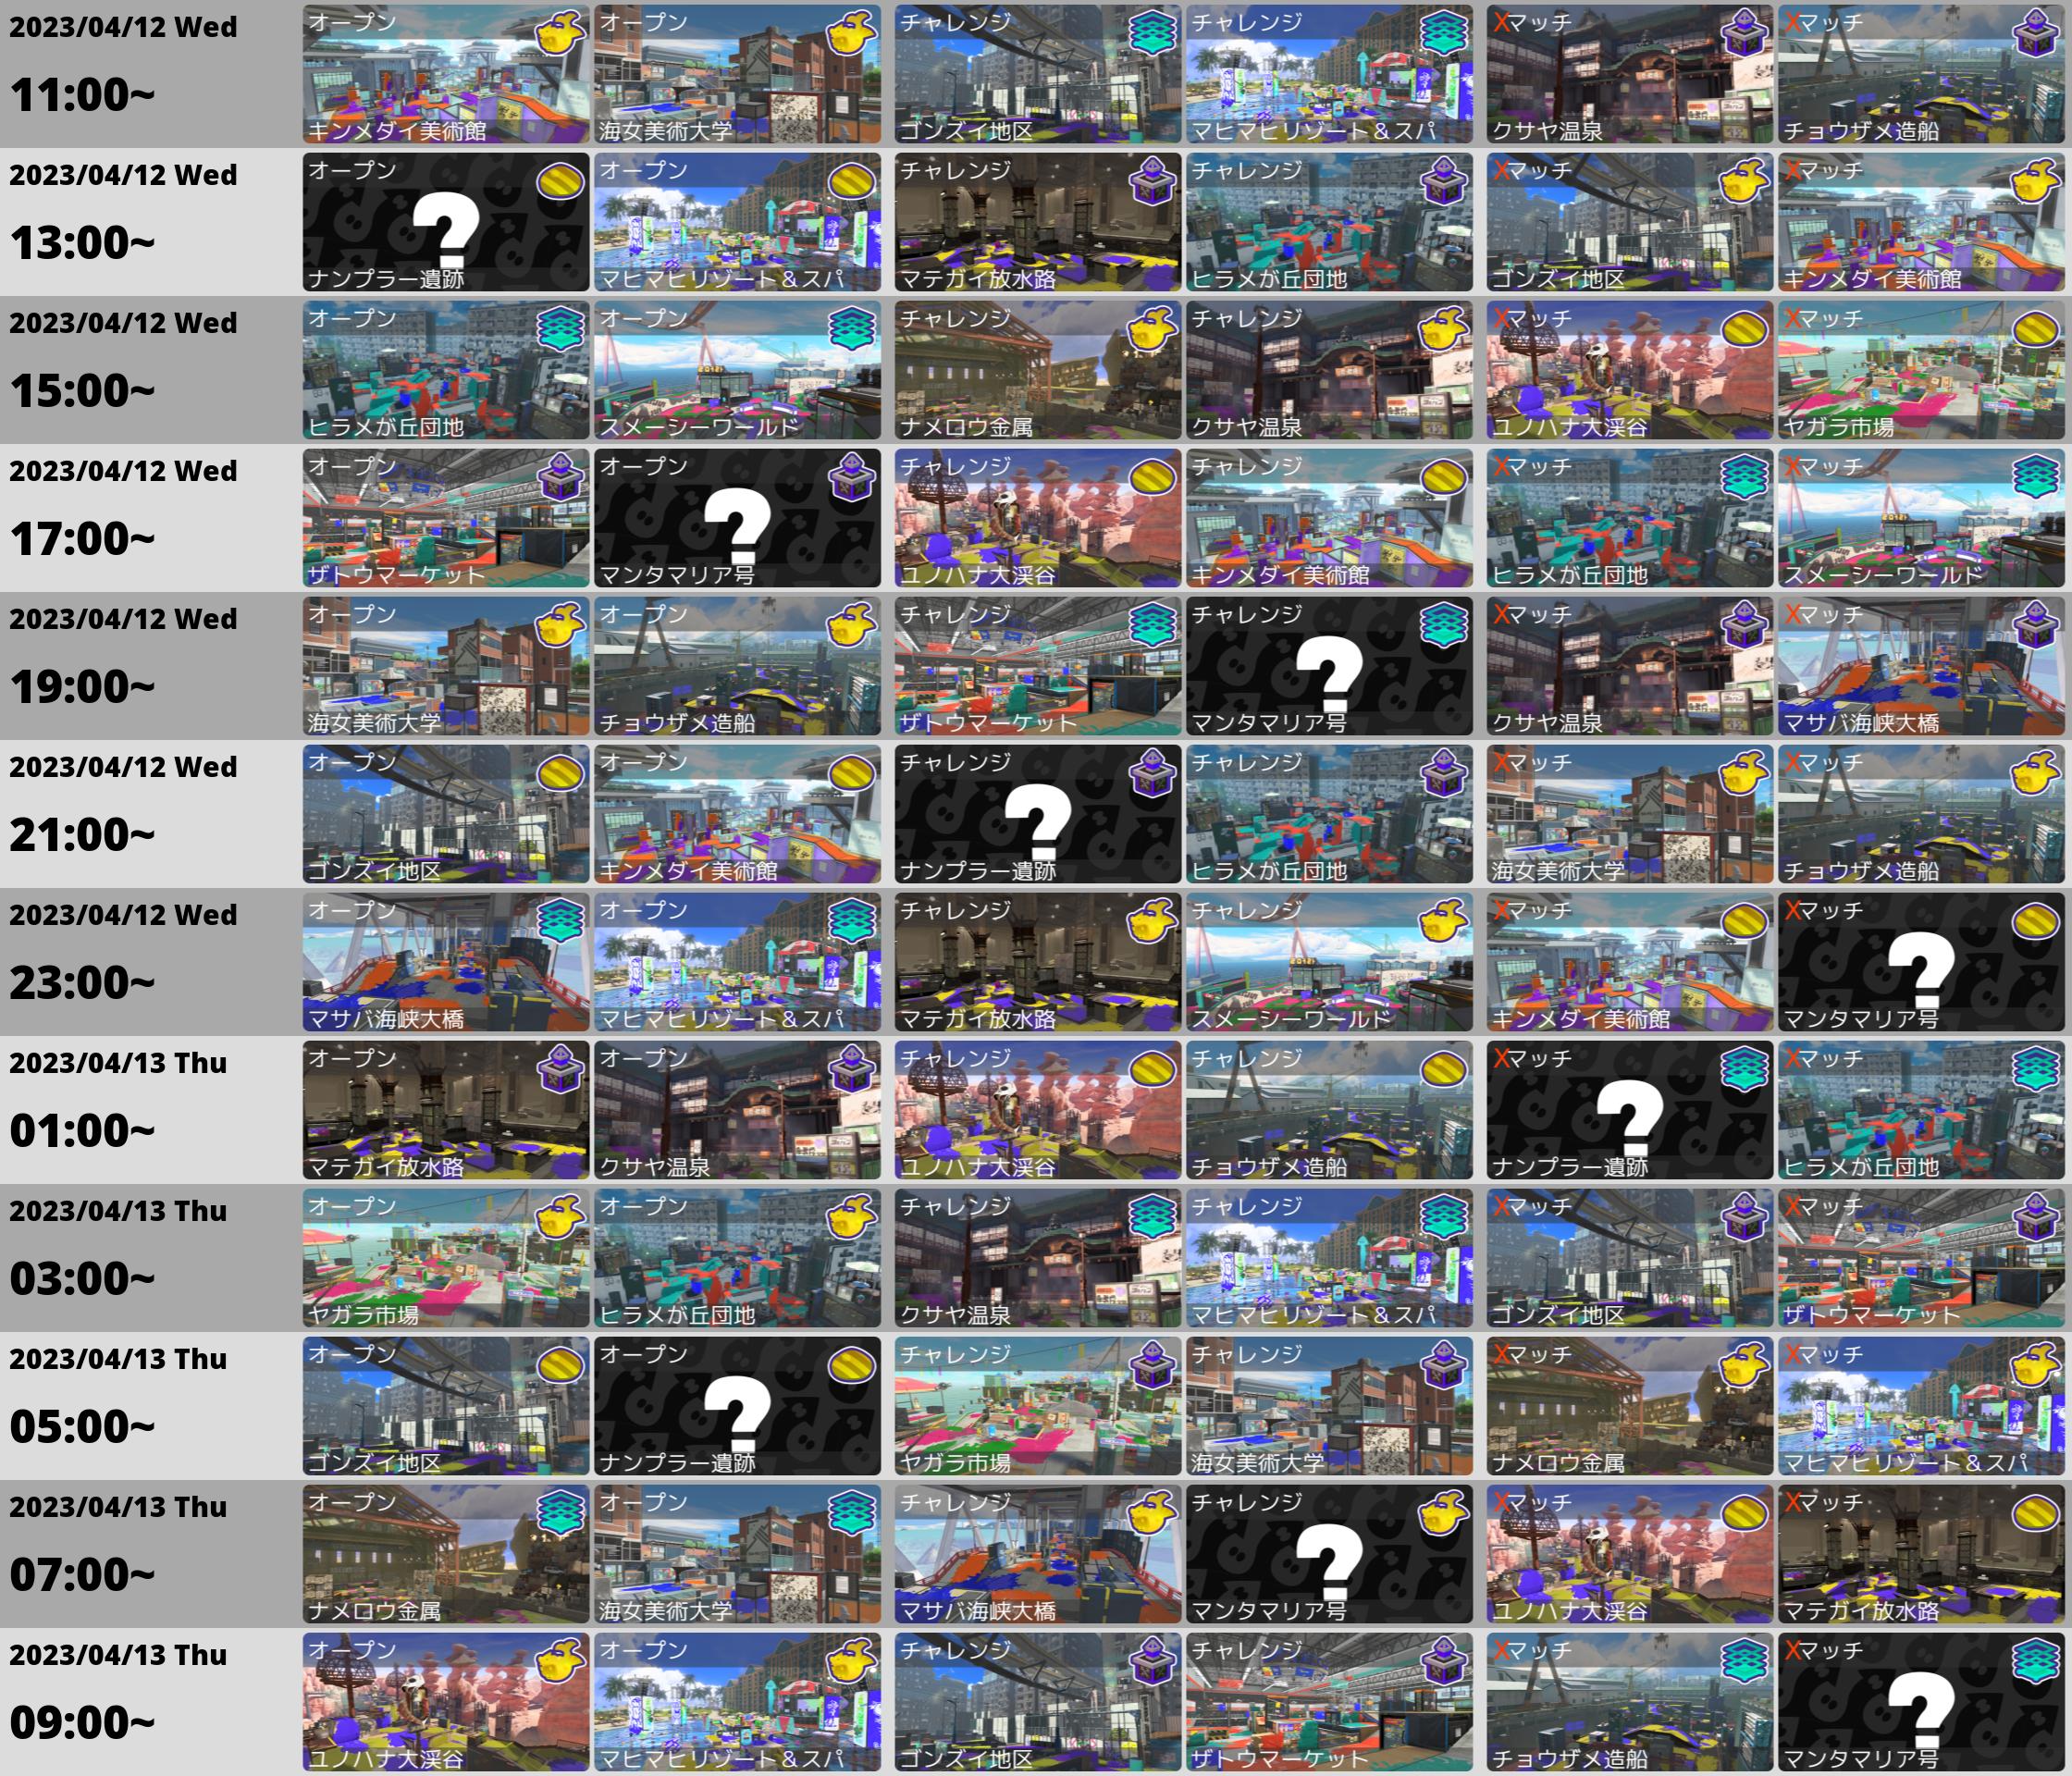 2023/04/12 Wed
11:00~
オープン オープン チャレンジ チャレンジ Xマッチ Xマッチ
キンメダイ美術館 海女美術大学 ゴンズイ地区 マヒマヒリゾート＆スパ クサヤ温泉 チョウザメ造船
2023/04/12 Wed
13:00~
オープン オープン チャレンジ チャレンジ Xマッチ Xマッチ
?
ナンプラー遺跡 マヒマヒリゾート＆スパ マテガイ放水路 ヒラメが丘団地 ゴンズイ地区 キンメダイ美術館
2023/04/12 Wed
15:00~
オープン オープン チャレンジ チャレンジ Xマッチ Xマッチ
ヒラメが丘団地 スメーシーワールド ナメロウ金属 クサヤ温泉 ユノハナ大渓谷 ヤガラ市場
2023/04/12 Wed
17:00~
オープン オープン チャレンジ チャレンジ Xマッチ Xマッチ
?
ザトウマーケット マンタマリア号 ユノハナ大渓谷 キンメダイ美術館 ヒラメが丘団地 スメーシーワールド
2023/04/12 Wed
19:00~
オープン オープン チャレンジ チャレンジ Xマッチ Xマッチ
?
海女美術大学 チョウザメ造船 ザトウマーケット マンタマリア号 クサヤ温泉 マサバ海峡大橋
2023/04/12 Wed
21:00~
オープン オープン チャレンジ チャレンジ Xマッチ Xマッチ
?
ゴンズイ地区 キンメダイ美術館 ナンプラー遺跡 ヒラメが丘団地 海女美術大学 チョウザメ造船
2023/04/12 Wed
23:00~
オープン オープン チャレンジ チャレンジ Xマッチ Xマッチ
?
マサバ海峡大橋 マヒマヒリゾート＆スパ マテガイ放水路 スメーシーワールド キンメダイ美術館 マンタマリア号
2023/04/13 Thu
01:00~
オープン オープン チャレンジ チャレンジ Xマッチ Xマッチ
?
マテガイ放水路 クサヤ温泉 ユノハナ大渓谷 チョウザメ造船 ナンプラー遺跡 ヒラメが丘団地
2023/04/13 Thu
03:00~
オープン オープン チャレンジ チャレンジ Xマッチ Xマッチ
ヤガラ市場 ヒラメが丘団地 クサヤ温泉 マヒマヒリゾート＆スパ ゴンズイ地区 ザトウマーケット
2023/04/13 Thu
05:00~
オープン オープン チャレンジ チャレンジ Xマッチ Xマッチ
?
ゴンズイ地区 ナンプラー遺跡 ヤガラ市場 海女美術大学 ナメロウ金属 マヒマヒリゾート＆スパ
2023/04/13 Thu
07:00~
オープン オープン チャレンジ チャレンジ Xマッチ Xマッチ
?
ナメロウ金属 海女美術大学 マサバ海峡大橋 マンタマリア号 ユノハナ大渓谷 マテガイ放水路
2023/04/13 Thu
09:00~
オープン オープン チャレンジ チャレンジ Xマッチ Xマッチ
?
ユノハナ大渓谷 マヒマヒリゾート＆スパ ゴンズイ地区 ザトウマーケット チョウザメ造船 マンタマリア号